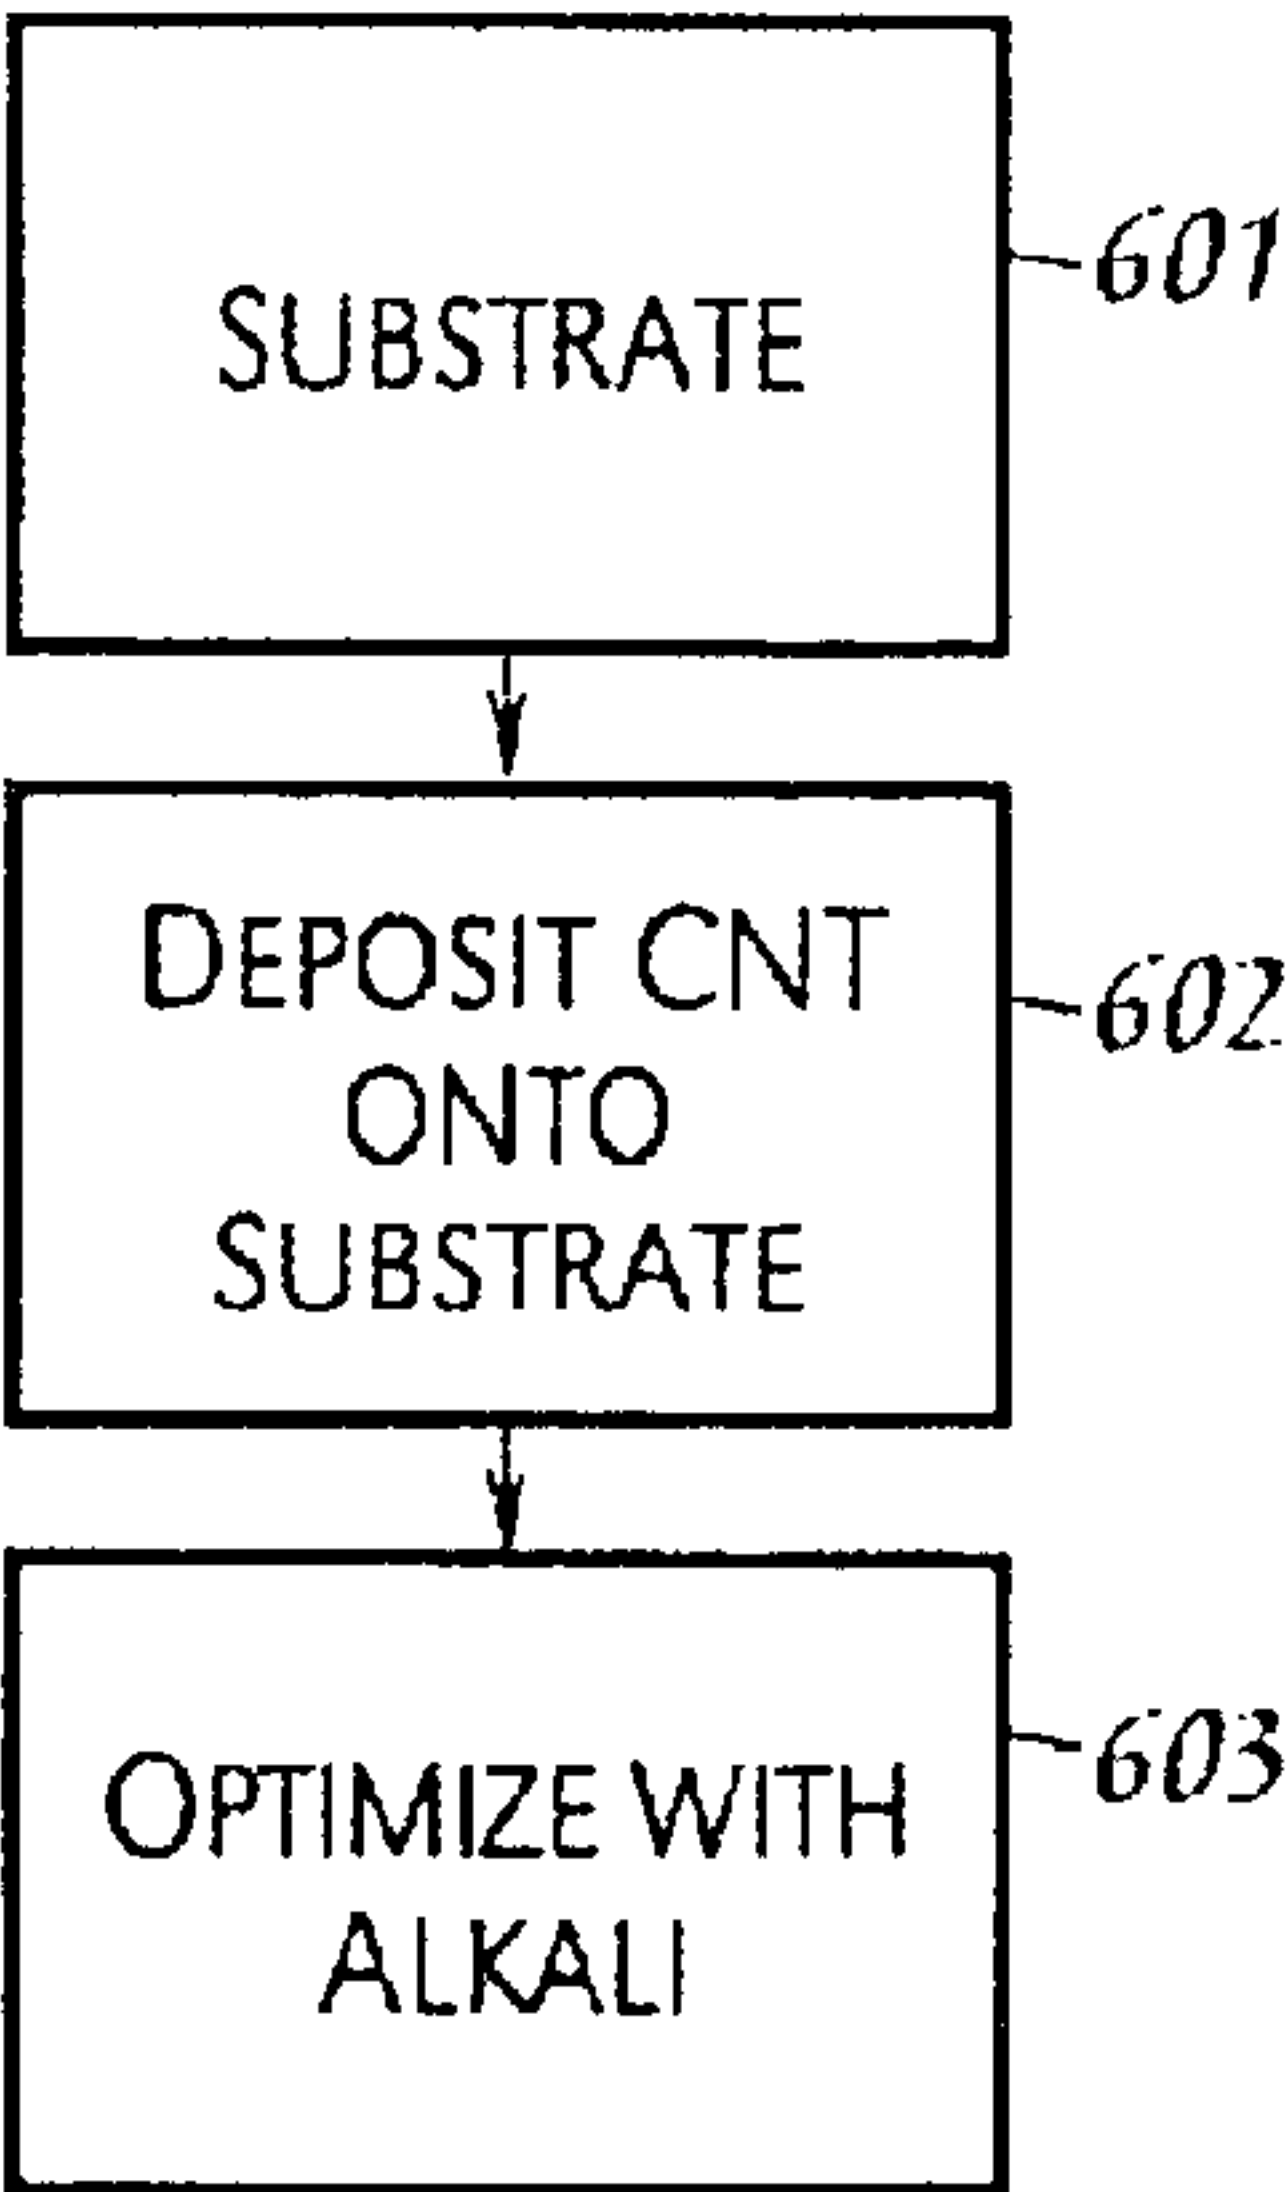 SUBSTRATE
601
DEPOSIT CNT
ONTO
SUBSTRATE
602
OPTIMIZE WITH
ALKALI
603